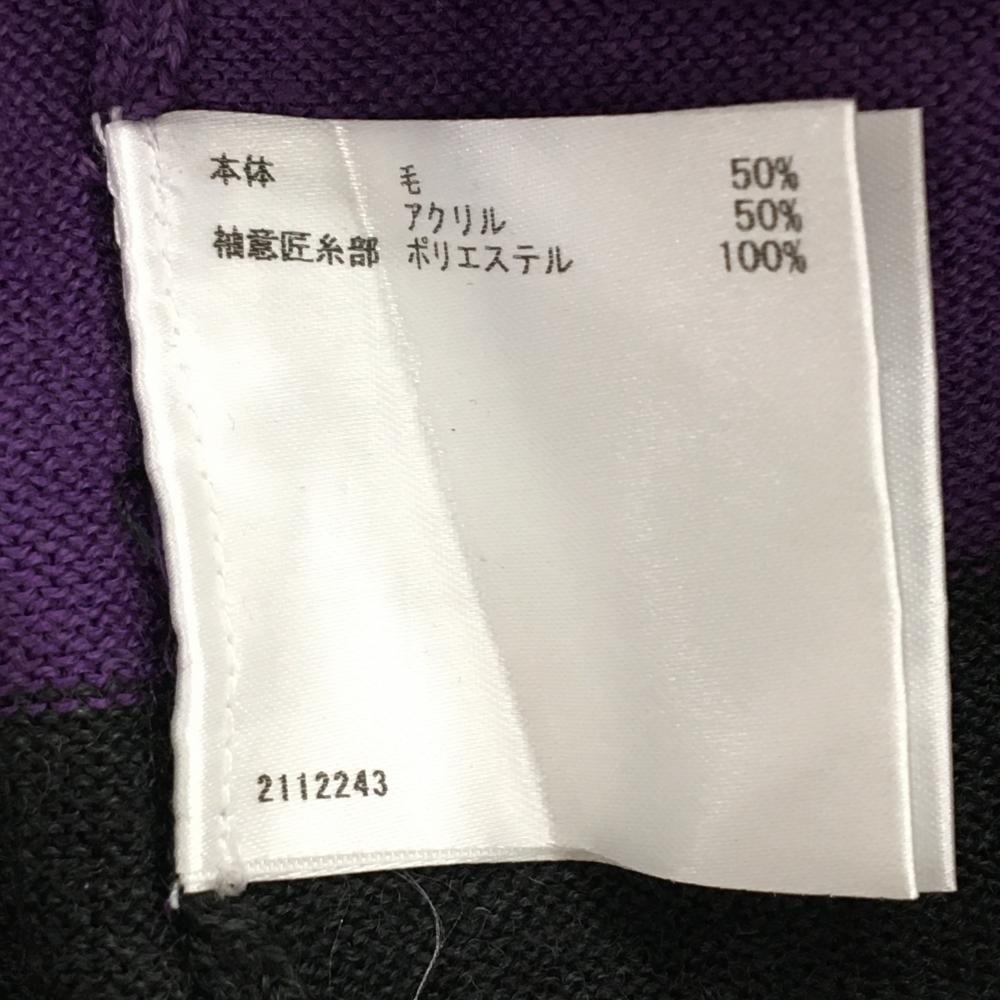 本体 毛 50%
アクリル 50%
袖意匠糸部 ポリエステル 100%
2112243